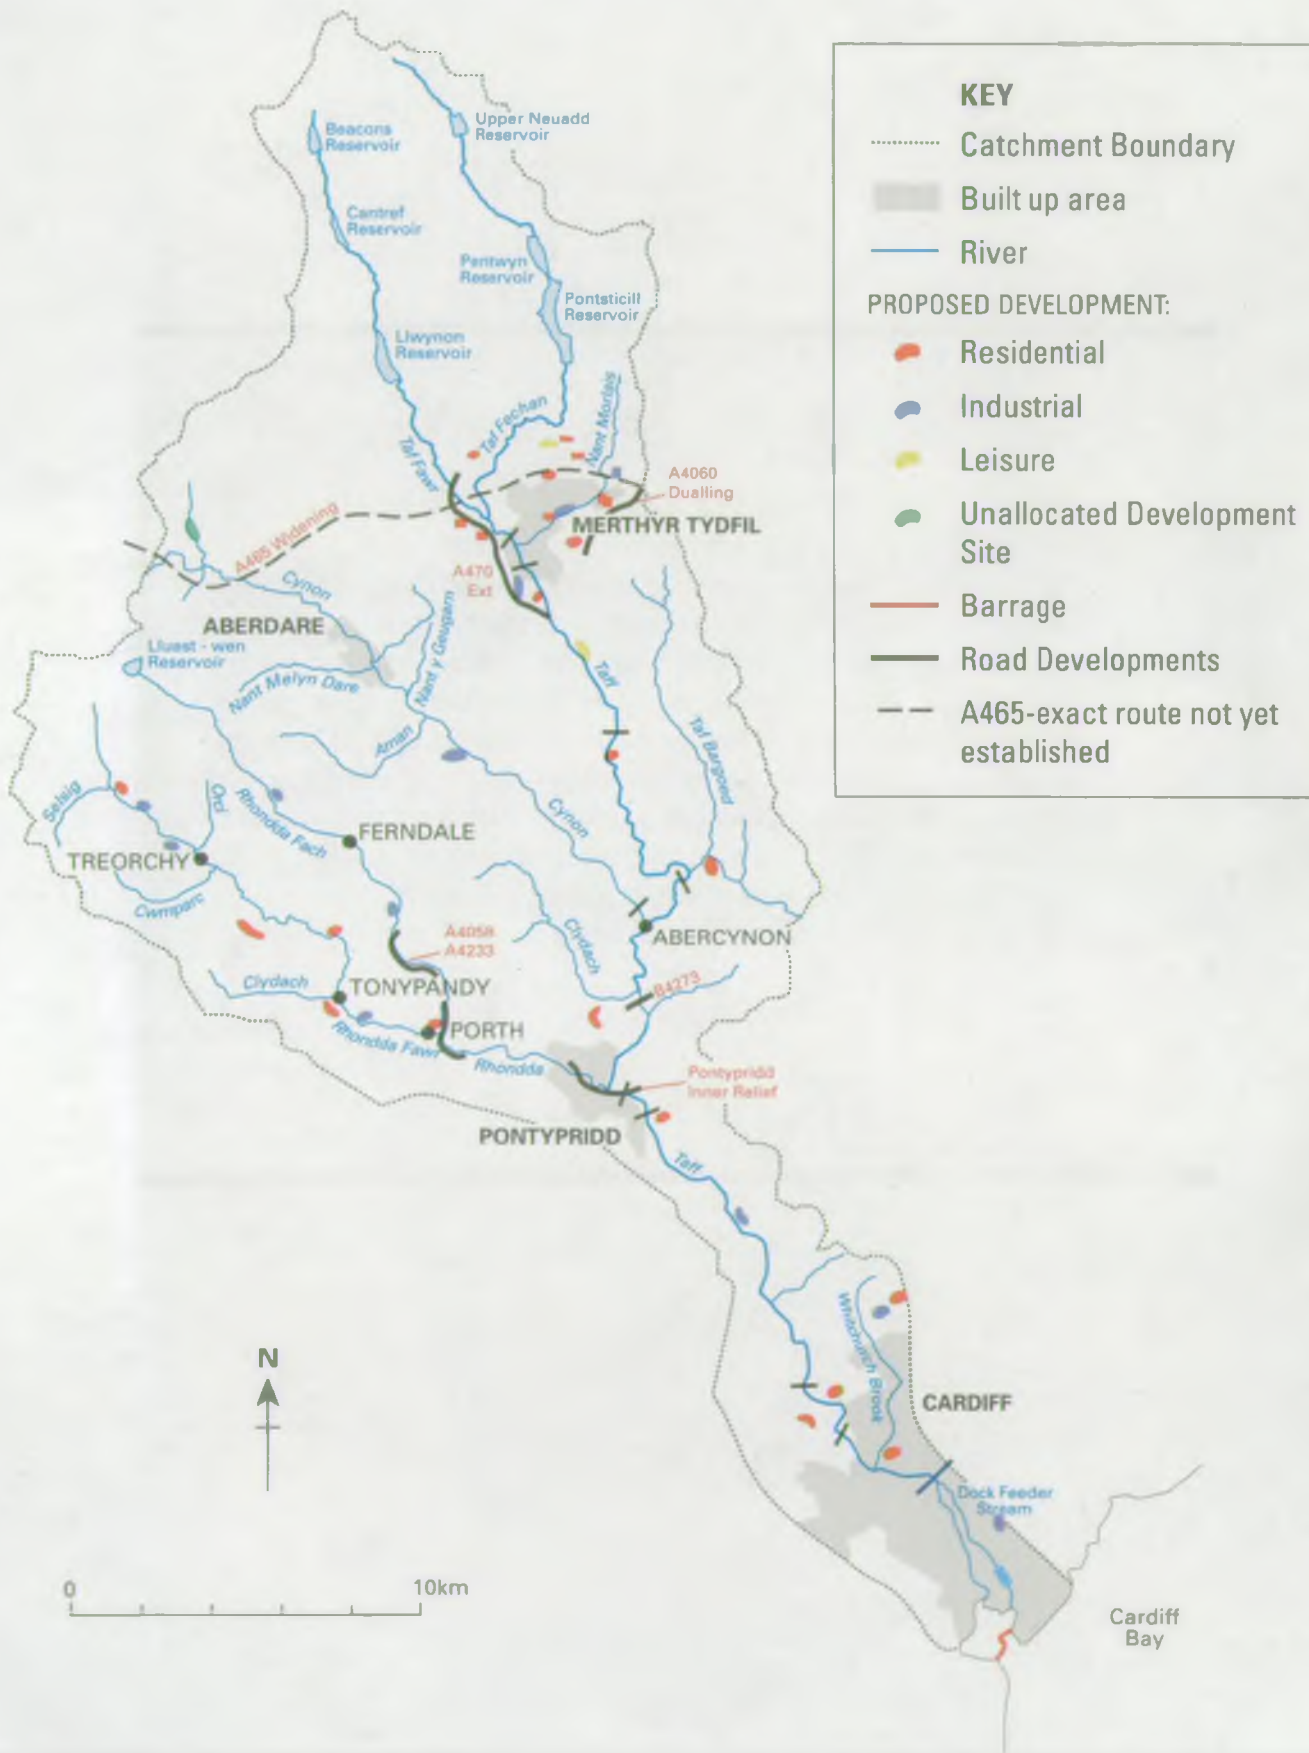 KEY
Catchment Boundary
Built up area
River
PROPOSED DEVELOPMENT:
Residential
Industrial
Leisure
Unallocated Development
Site
Barrage
Road Developments
A465-exact route not yet
established
Beacons
Reservoir
Upper Neuadd
Reservoir
Cantref
Reservoir
Pentwyn
Reservoir
Pontsticill
Reservoir
Llwynon
Reservoir
Nant Morlais
Taf Fechan
Taf Fawr
A4060
Dualling
MERTHYR TYDFIL
A465 Widening
A470
Ext
Cynon
ABERDARE
Lluest - wen
Reservoir
Nant Melyn Dare
Nant y Geugarn
Aman
Taff
Taf Bargoed
Selsig
Orci
Rhondda Fach
FERNDALE
Cynon
TREORCHY
Cwmparc
Clydach
ABERCYNON
A4058
A4233
Clydach
TONYPANDY
B4273
PORTH
Rhondda Fawr
Rhondda
Pontypridd
Inner Relief
PONTYPRIDD
Taff
Whitchurch Brook
N
CARDIFF
Dock Feeder
Stream
0
10km
Cardiff
Bay